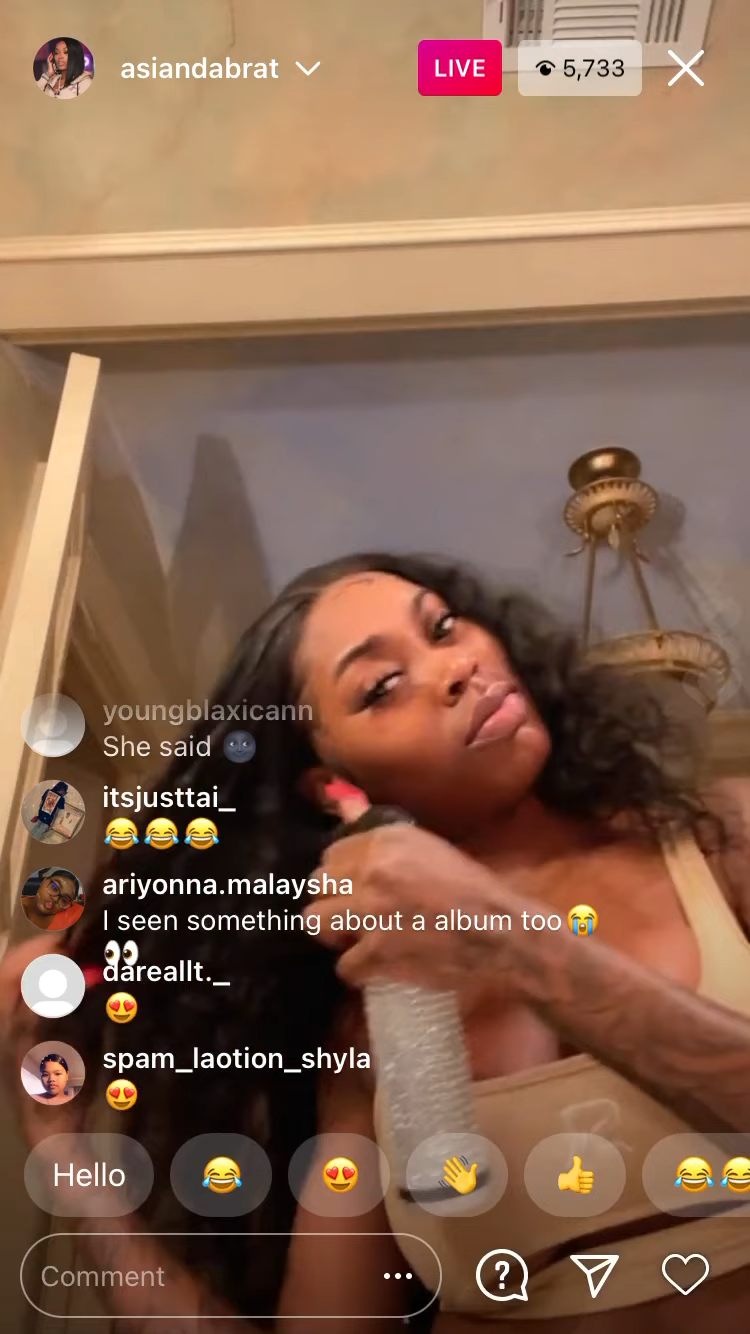 asiandabrat
LIVE
5,733
youngblaxicann
She said 🌚
itsjusttai_
😂😂😂
ariyonna.malaysha
I seen something about a album too😭
👀
dareallt._
😍
spam_laotion_shyla
😍
Hello 😂 😍 👋 👍 😂😂
Comment